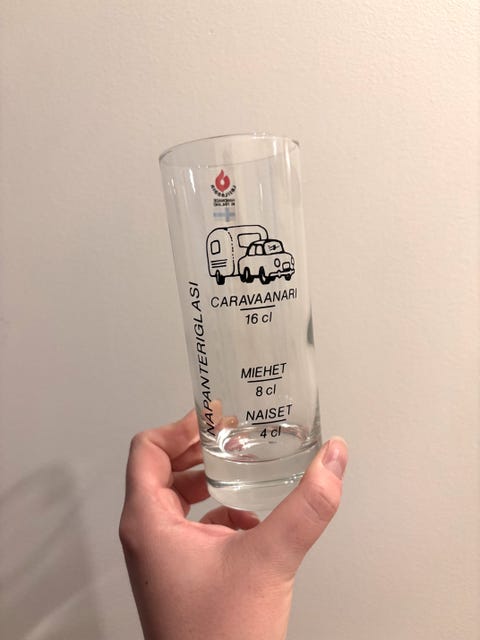 CARAVAANARI
16 cl
MIEHET
8 cl
NAISET
4 cl
NAPANTERIGLASI